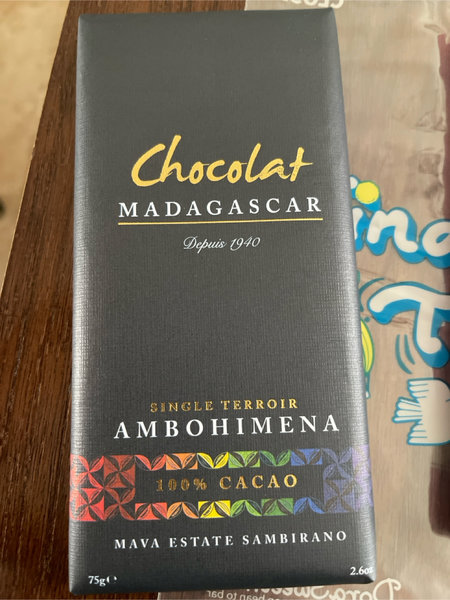 Chocolat
MADAGASCAR
Depuis 1940
SINGLE TERROIR
AMBOHIMENA
100% CACAO
MAVA ESTATE SAMBIRANO
75g℮
2.6oz